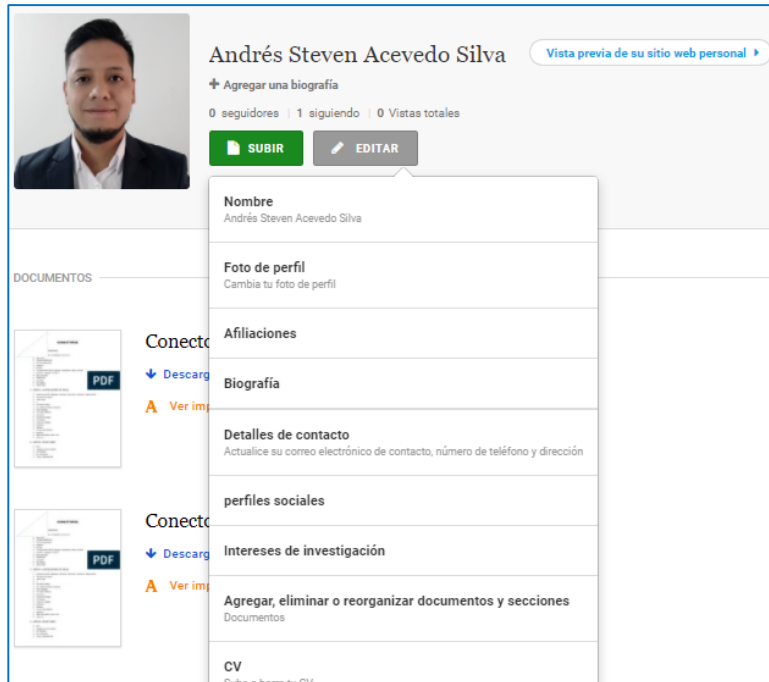 Andrés Steven Acevedo Silva
Vista previa de su sitio web personal
Agregar una biografía
0 seguidores | 1 siguiendo | 0 Vistas totales
SUBIR
EDITAR
Nombre
Andrés Steven Acevedo Silva
Foto de perfil
Cambia tu foto de perfil
Afiliaciones
Biografía
Detalles de contacto
Actualice su correo electrónico de contacto, número de teléfono y dirección
perfiles sociales
Intereses de investigación
Agregar, eliminar o reorganizar documentos y secciones
Documentos
CV
DOCUMENTOS
PDF
Conecto
Descarg
A Ver imp
PDF
Conecto
Descarg
A Ver imp